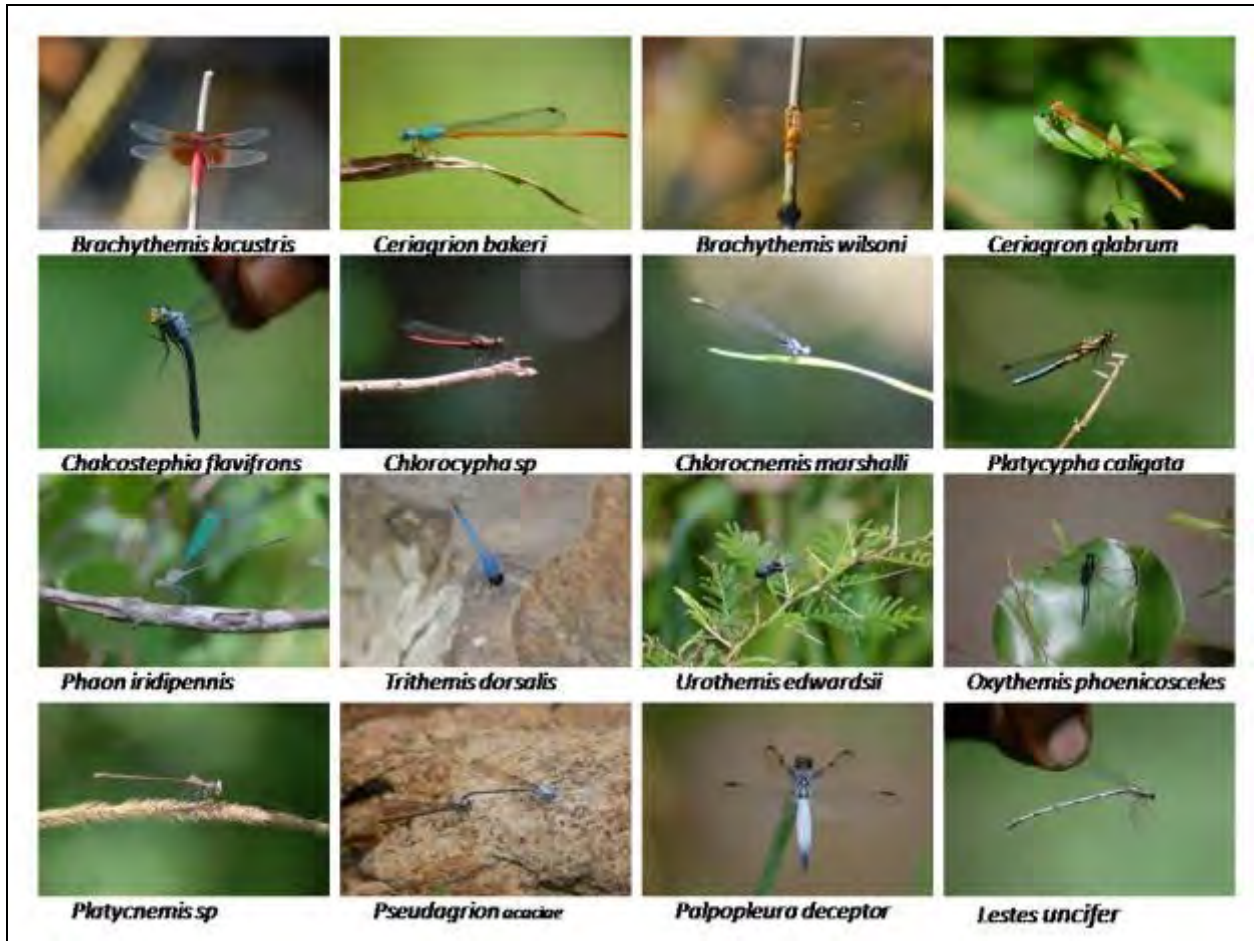 Brachythemis lacustris
Ceriagrion bakeri
Brachythemis wilsoni
Ceriagron glabrum
Chalcostephia flavifrons
Chlorocypha sp
Chlorocnemis marshalli
Platycypha caligata
Phaon iridipennis
Trithemis dorsalis
Urothemis edwardsii
Oxythemis phoenicosceles
Platycnemis sp
Pseudagrion acaciae
Palpopleura deceptor
Lestes uncifer